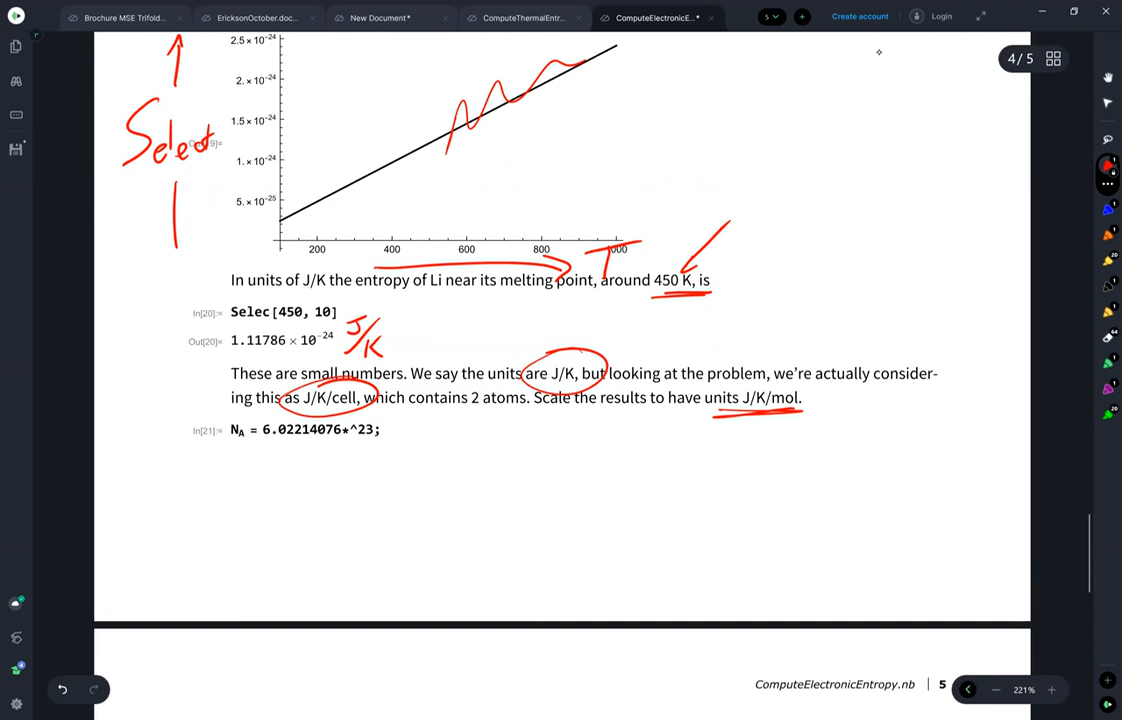 Brochure MSE Trifold...
EricksonOctober.doc...
New Document*
ComputeThermalEntr...
ComputeElectronicE...*
5
Create account
Login
4/5
2.5×10⁻²⁴
2.×10⁻²⁴
1.5×10⁻²⁴
1.×10⁻²⁴
5.×10⁻²⁵
Select
9]=
200 400 600 800 1000
T
In units of J/K the entropy of Li near its melting point, around 450 K, is
In[20]:= Selec[450, 10]
Out[20]= 1.11786 × 10⁻²⁴ J/K
These are small numbers. We say the units are J/K, but looking at the problem, we’re actually consider-
ing this as J/K/cell, which contains 2 atoms. Scale the results to have units J/K/mol.
In[21]:= N_A = 6.02214076*^23;
ComputeElectronicEntropy.nb | 5
221%